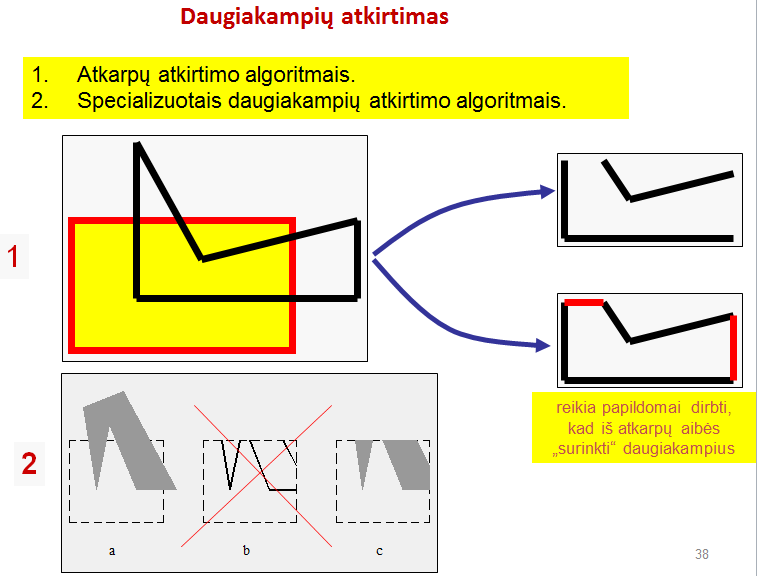 Daugiakampių atkirtimas
1. Atkarpų atkirtimo algoritmais.
2. Specializuotais daugiakampių atkirtimo algoritmais.
1
reikia papildomai dirbti,
kad iš atkarpų aibės
„surinkti“ daugiakampius
2
a b c
38